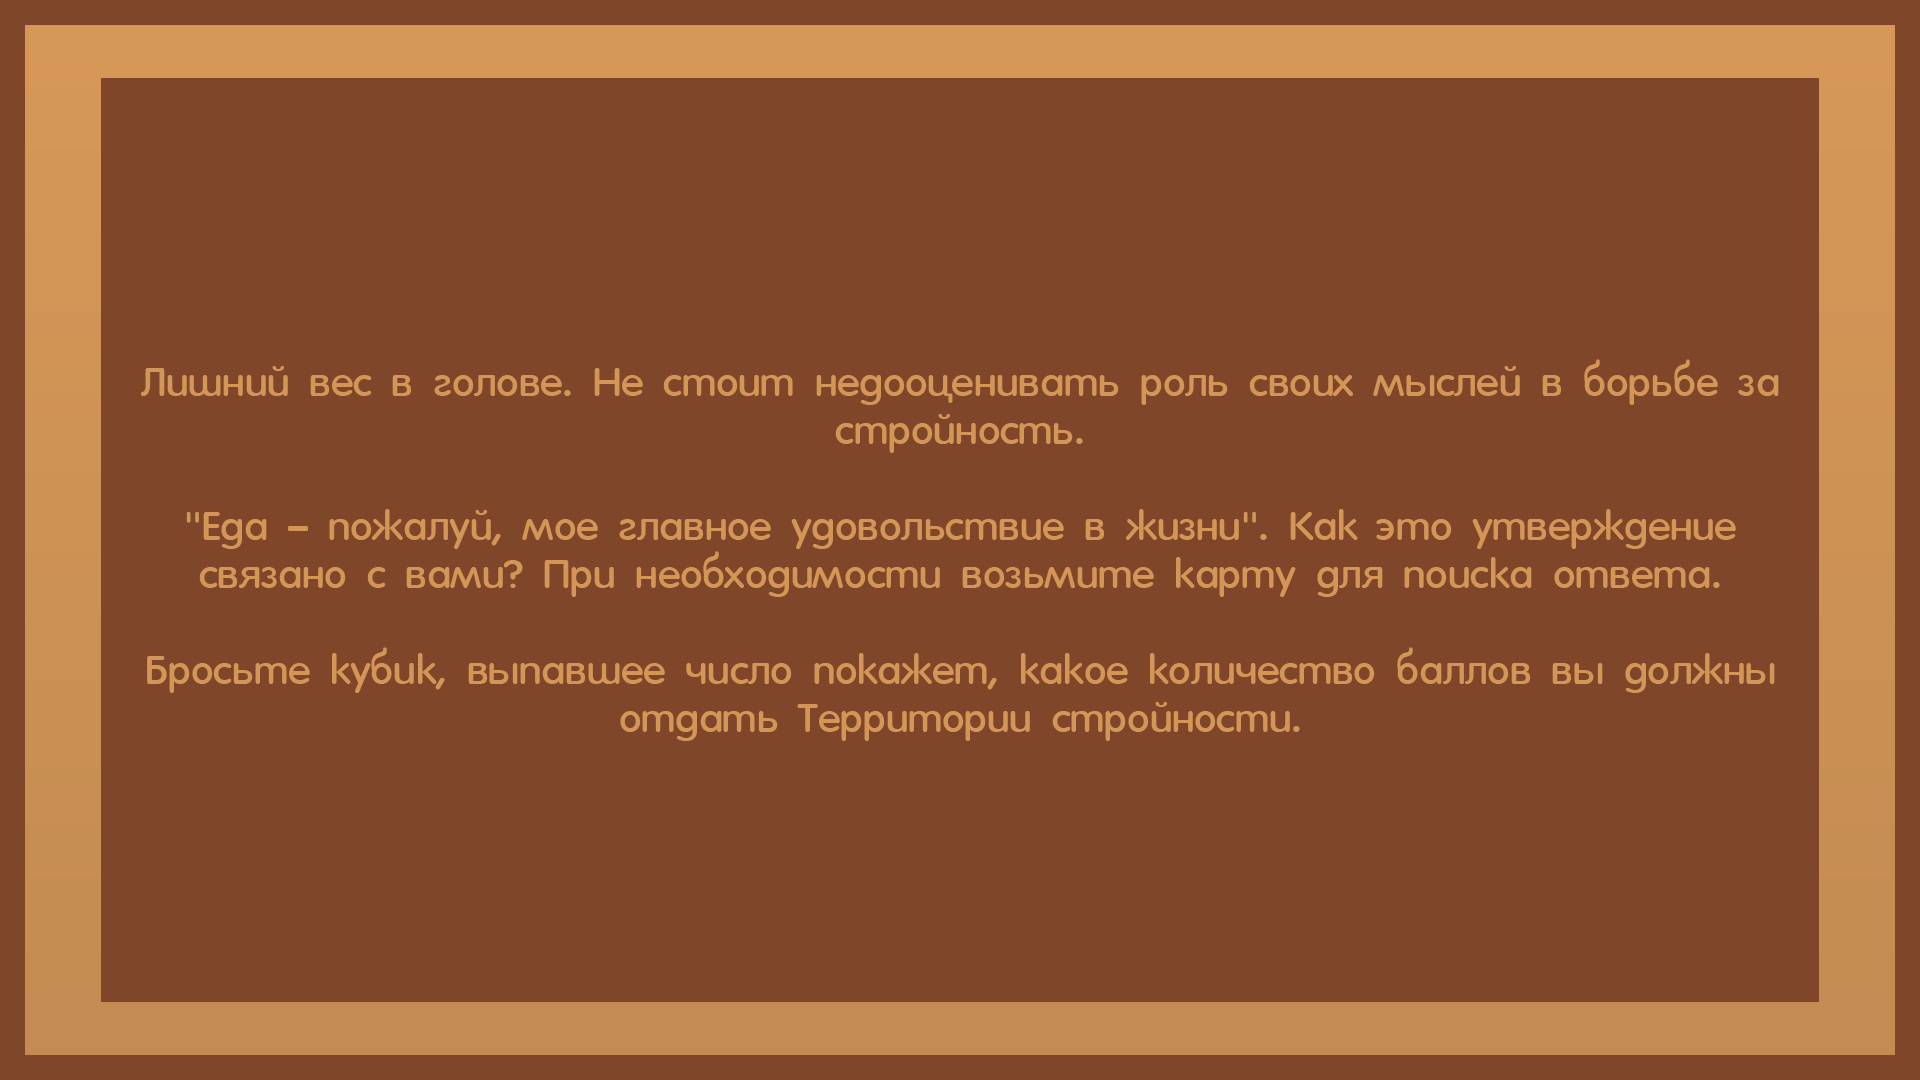 Лишний вес в голове. Не стоит недооценивать роль своих мыслей в борьбе за
стройность.
"Еда – пожалуй, мое главное удовольствие в жизни". Как это утверждение
связано с вами? При необходимости возьмите карту для поиска ответа.
Бросьте кубик, выпавшее число покажет, какое количество баллов вы должны
отдать Территории стройности.